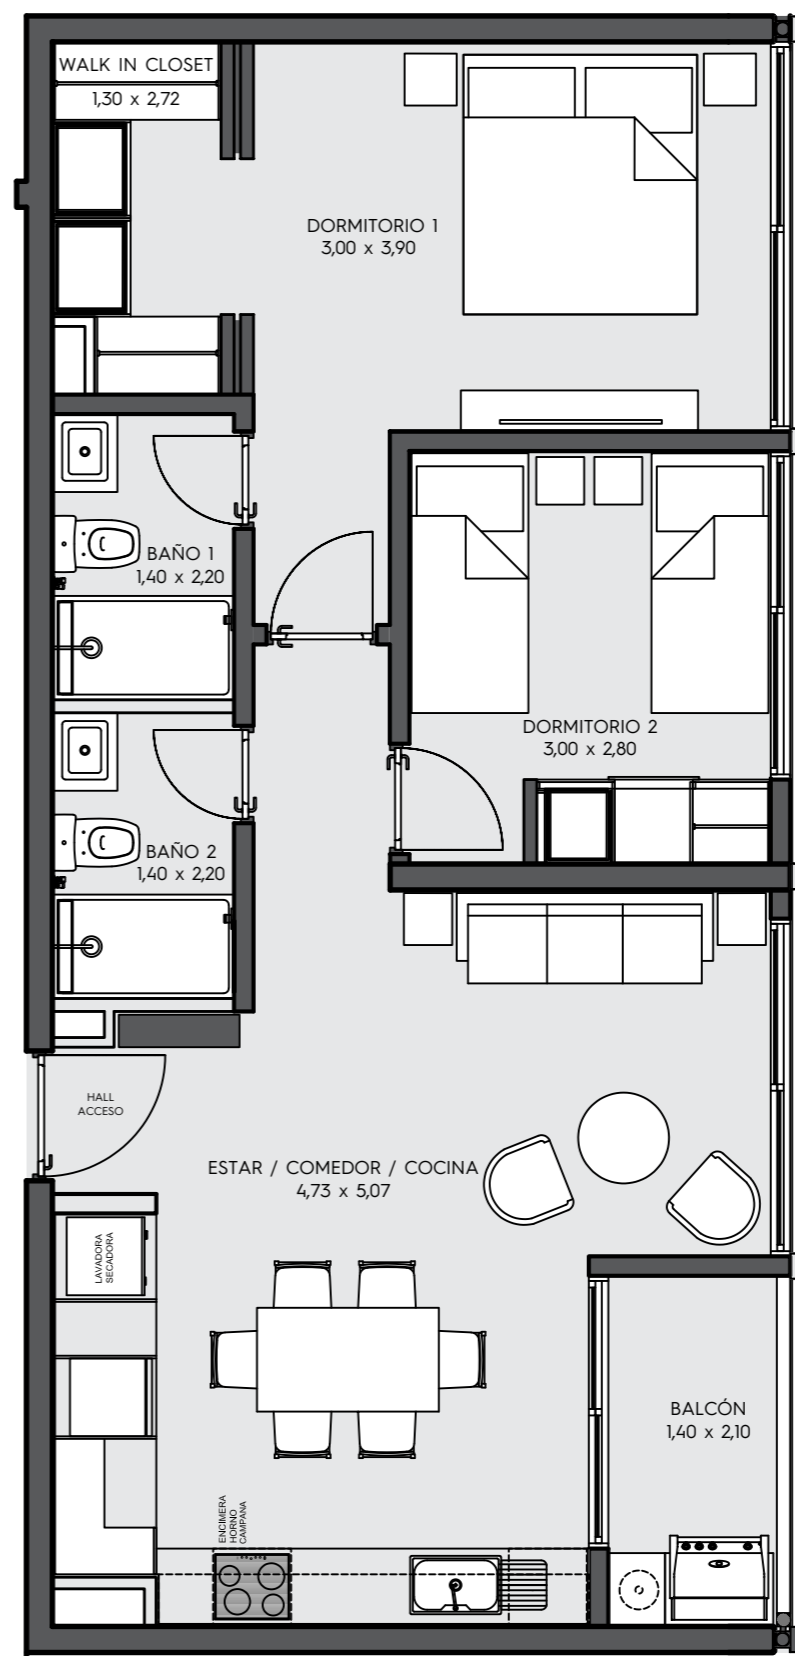 WALK IN CLOSET
1,30 x 2,72
DORMITORIO 1
3,00 x 3,90
BAÑO 1
1,40 x 2,20
DORMITORIO 2
3,00 x 2,80
BAÑO 2
1,40 x 2,20
HALL
ACCESO
ESTAR / COMEDOR / COCINA
4,73 x 5,07
LAVADORA
SECADORA
BALCÓN
1,40 x 2,10
ENCIMERA
HORNO
CAMPANA